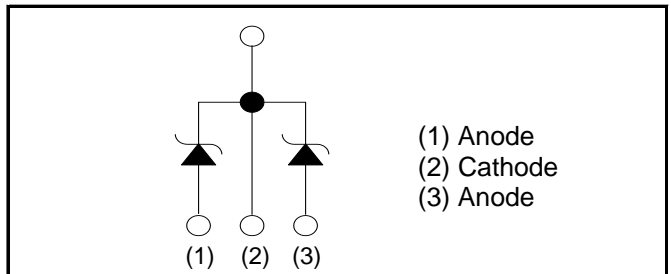 (1) Anode
(2) Cathode
(3) Anode
(1) (2) (3)